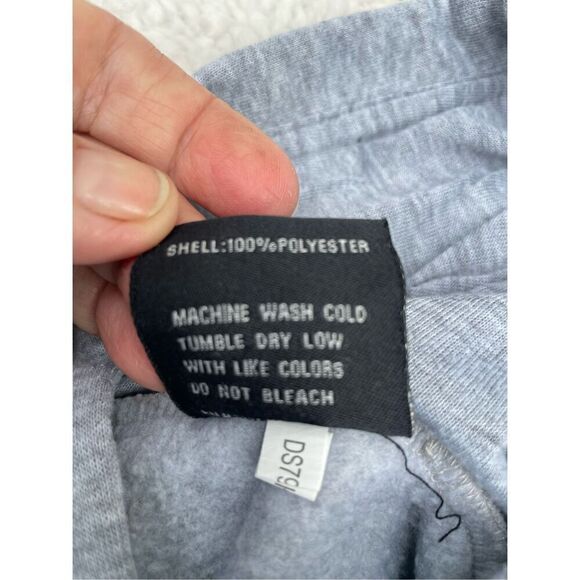 SHELL:100%POLYESTER
MACHINE WASH COLD
TUMBLE DRY LOW
WITH LIKE COLORS
DO NOT BLEACH
DS79